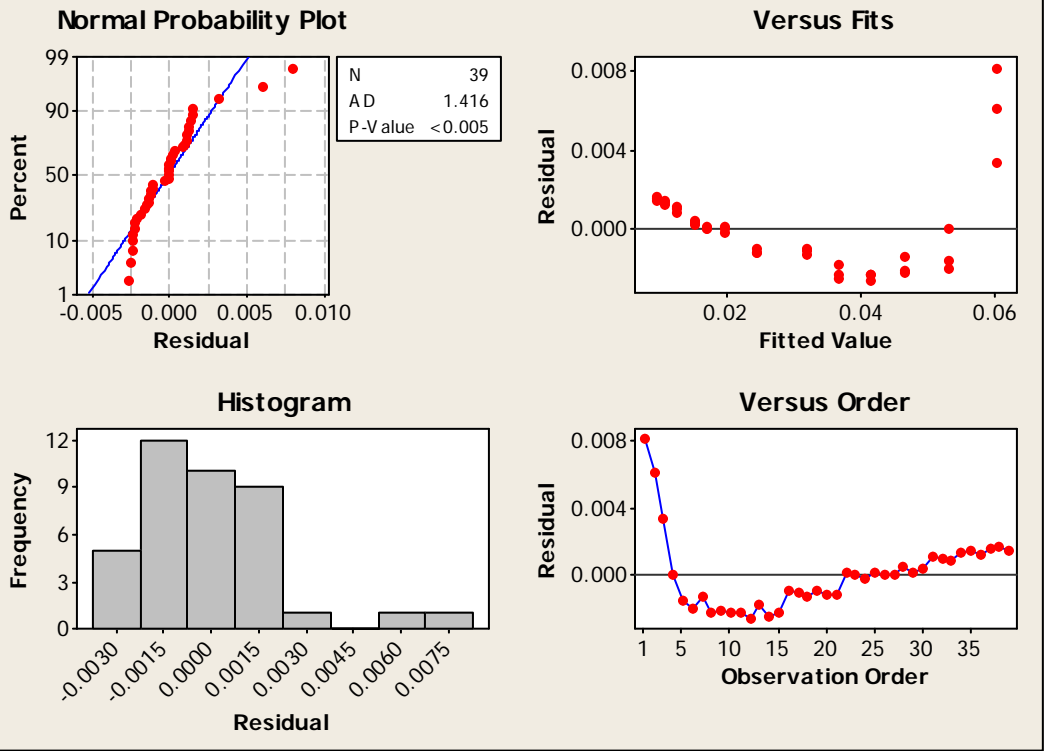 Normal Probability Plot
99
90
50
10
1
Percent
-0.005 0.000 0.005 0.010
Residual
N 39
AD 1.416
P-Value <0.005
Versus Fits
0.008
0.004
0.000
Residual
0.02 0.04 0.06
Fitted Value
Histogram
12
9
6
3
0
Frequency
-0.0030 -0.0015 0.0000 0.0015 0.0030 0.0045 0.0060 0.0075
Residual
Versus Order
0.008
0.004
0.000
Residual
1 5 10 15 20 25 30 35
Observation Order